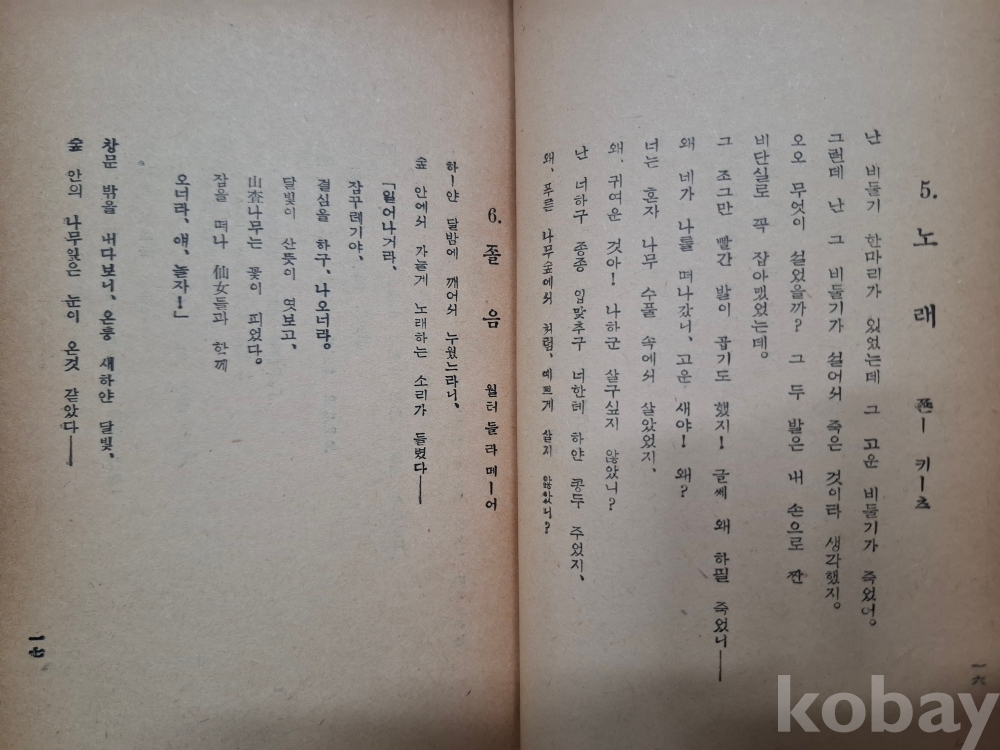 5. 노래 쫀ー 키ー츠
난 비둘기 한마리가 있었는데 그 고운 비둘기가 죽었어。
그런데 난 그 비둘기가 설어서 죽은 것이라 생각했지。
오오 무엇이 설었을까? 그 두 발은 내 손으로 짠
비단실로 꼭 잡아맸었는데。
그 조그만 빨간 발이 곱기도 했지! 글쎄 왜 하필 죽었니――
왜 네가 나를 떠나갔니、고운 새야! 왜?
너는 혼자 나무 수풀 속에서 살았었지、
왜、귀여운 것아! 나하군 살구싶지 않았니?
난 너하구 종종 입맞추구 너한테 하얀 콩두 주었지、
왜、푸른 나무숲에서 처럼、예쁘게 살지 않았니?
一六
6. 졸음 월터 들라메ー어
하ー얀 달밤에 깨어서 누웠느라니、
숲 안에서 가늘게 노래하는 소리가 들렸다――
「일어나거라、
잠꾸레기야、
결심을 하구、나오너라。
달빛이 산뜻이 엿보고、
山査나무는 꽃이 피었다。
잠을 떠나 仙女들과 함께
오너라、얘、놀자!」
창문 밖을 내다보니、온통 새하얀 달빛、
숲 안의 나무잎은 눈이 온것 같았다――
一七
kobay